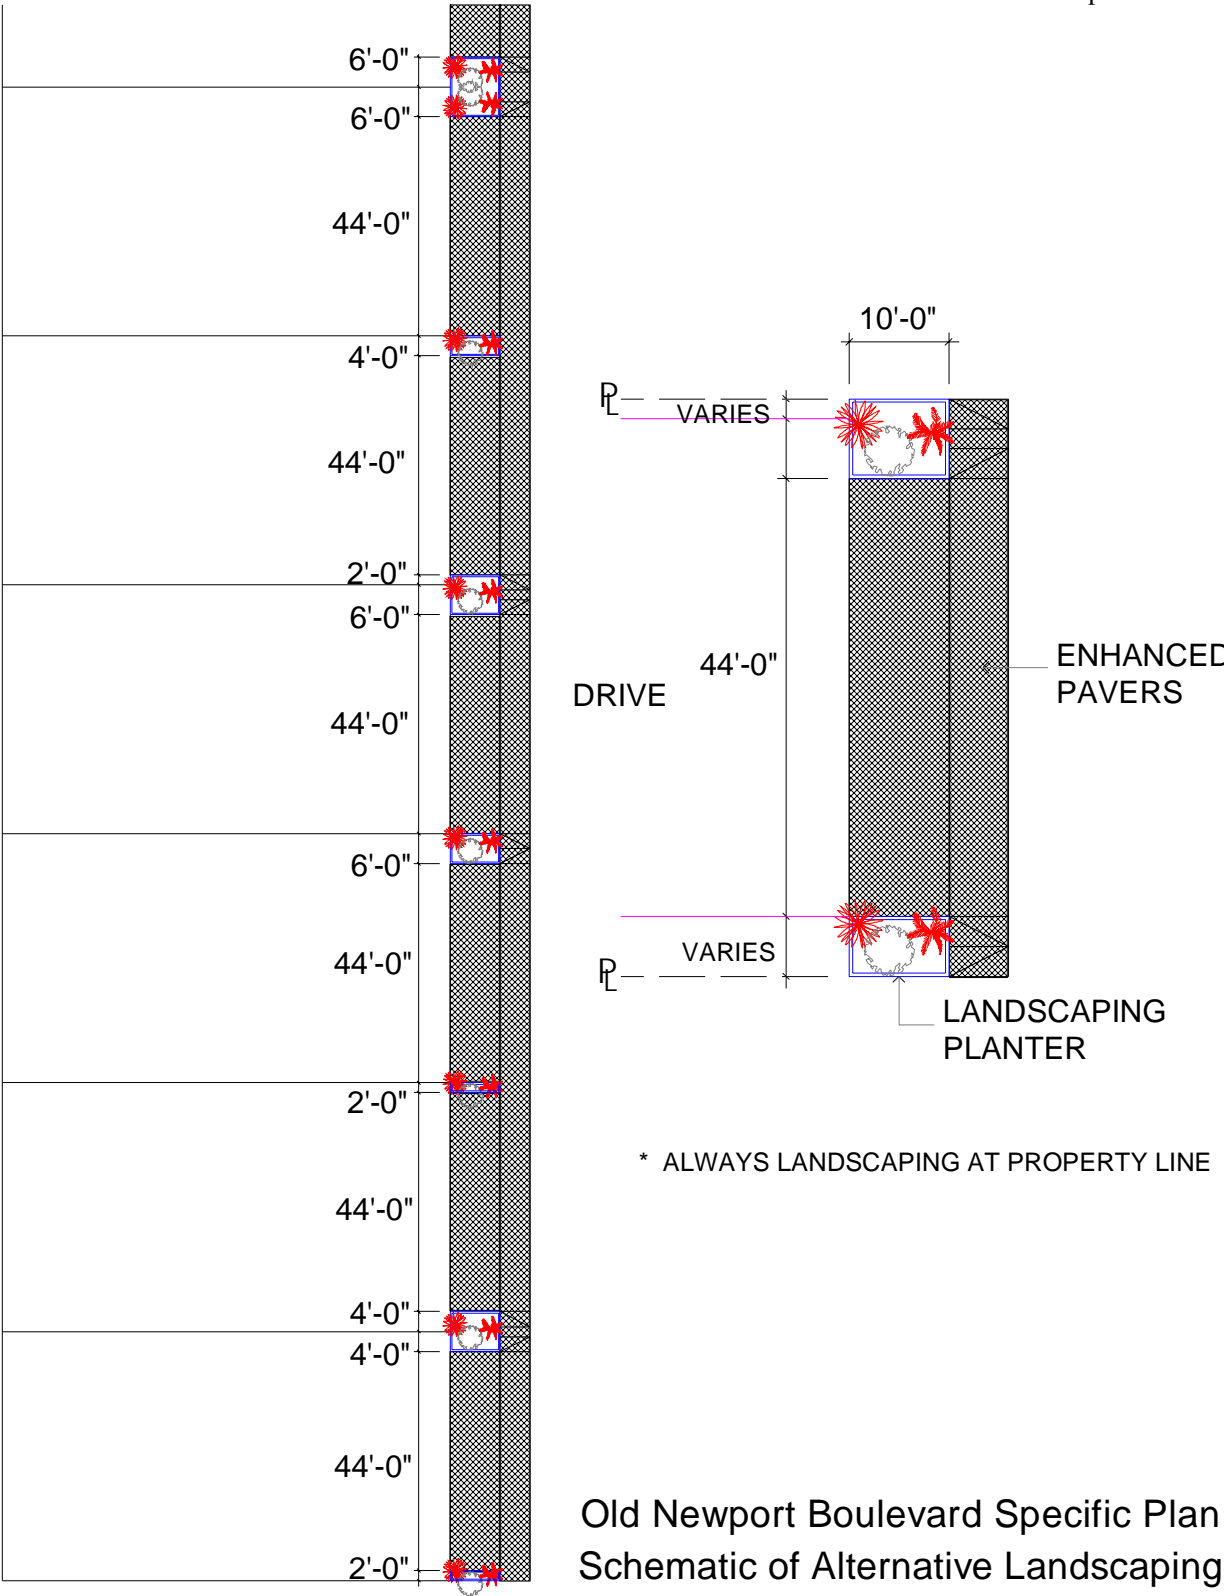 6'-0"
6'-0"
44'-0"
4'-0"
44'-0"
2'-0"
6'-0"
44'-0"
6'-0"
44'-0"
2'-0"
44'-0"
4'-0"
4'-0"
44'-0"
2'-0"
DRIVE
10'-0"
PL
VARIES
44'-0"
ENHANCED
PAVERS
VARIES
PL
LANDSCAPING
PLANTER
* ALWAYS LANDSCAPING AT PROPERTY LINE
Old Newport Boulevard Specific Plan
Schematic of Alternative Landscaping